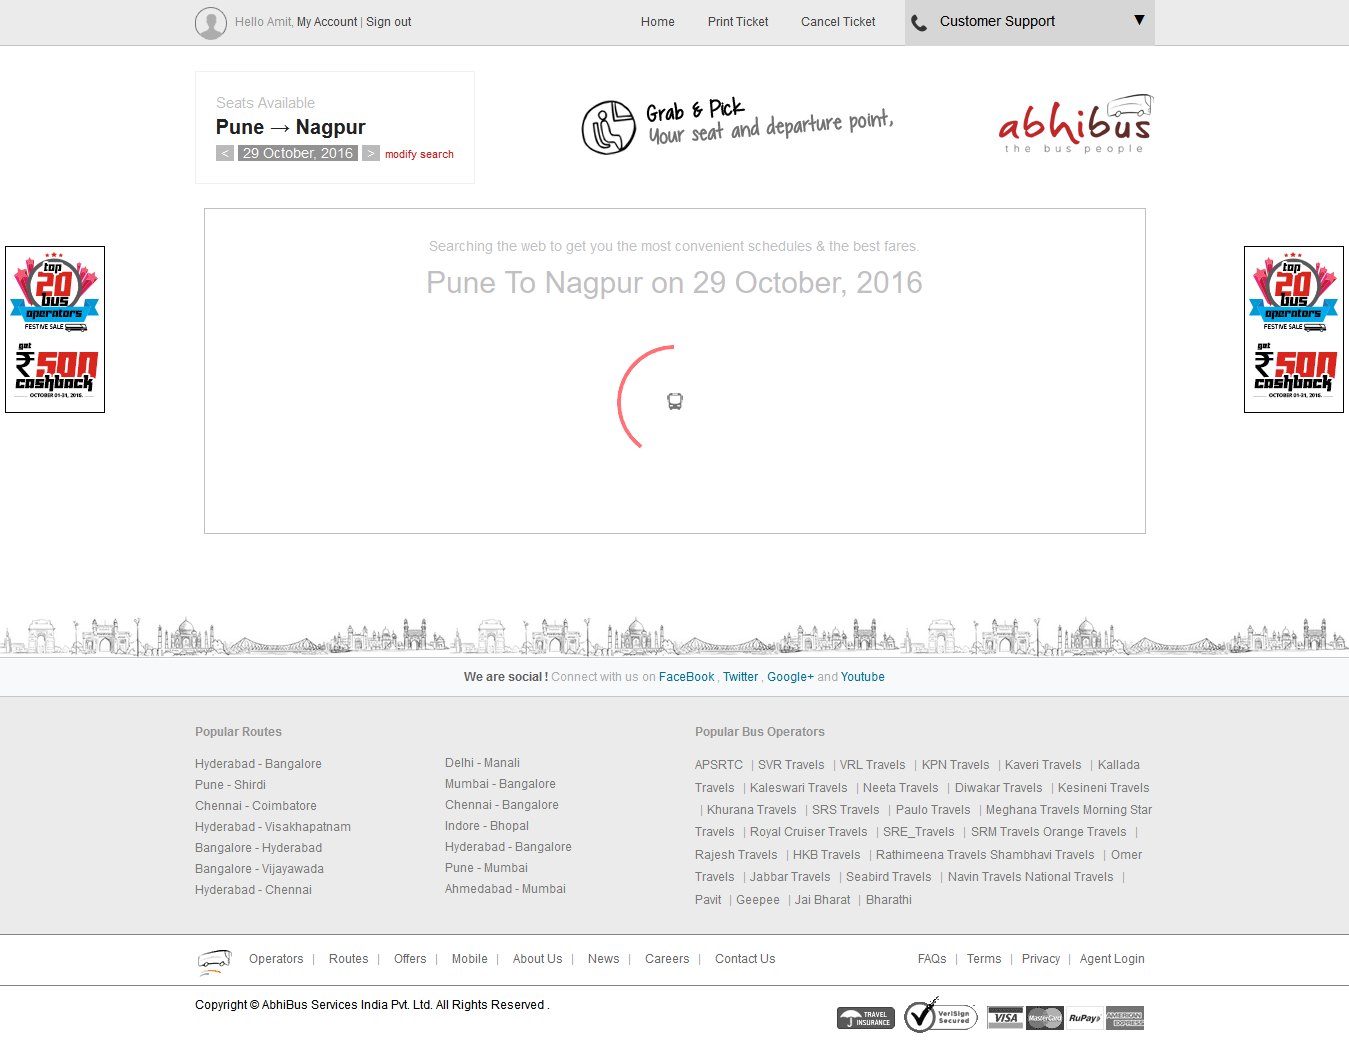 Hello Amit, My Account | Sign out
Home
Print Ticket
Cancel Ticket
Customer Support ▼
Seats Available
Pune → Nagpur
< 29 October, 2016 > modify search
Grab & Pick
Your seat and departure point,
abhibus
the bus people
Searching the web to get you the most convenient schedules & the best fares.
Pune To Nagpur on 29 October, 2016
top
20
bus
operators
FESTIVE SALE
get
₹500
cashback
OCTOBER 01-31, 2016.
top
20
bus
operators
FESTIVE SALE
get
₹500
cashback
OCTOBER 01-31, 2016.
We are social ! Connect with us on FaceBook , Twitter , Google+ and Youtube
Popular Routes
Hyderabad - Bangalore
Pune - Shirdi
Chennai - Coimbatore
Hyderabad - Visakhapatnam
Bangalore - Hyderabad
Bangalore - Vijayawada
Hyderabad - Chennai
Delhi - Manali
Mumbai - Bangalore
Chennai - Bangalore
Indore - Bhopal
Hyderabad - Bangalore
Pune - Mumbai
Ahmedabad - Mumbai
Popular Bus Operators
APSRTC | SVR Travels | VRL Travels | KPN Travels | Kaveri Travels | Kallada
Travels | Kaleswari Travels | Neeta Travels | Diwakar Travels | Kesineni Travels
| Khurana Travels | SRS Travels | Paulo Travels | Meghana Travels Morning Star
Travels | Royal Cruiser Travels | SRE_Travels | SRM Travels Orange Travels |
Rajesh Travels | HKB Travels | Rathimeena Travels Shambhavi Travels | Omer
Travels | Jabbar Travels | Seabird Travels | Navin Travels National Travels |
Pavit | Geepee | Jai Bharat | Bharathi
Operators | Routes | Offers | Mobile | About Us | News | Careers | Contact Us
FAQs | Terms | Privacy | Agent Login
Copyright © AbhiBus Services India Pvt. Ltd. All Rights Reserved .
TRAVEL
INSURANCE
VeriSign
Secured
VISA
MasterCard
RuPay
AMERICAN
EXPRESS